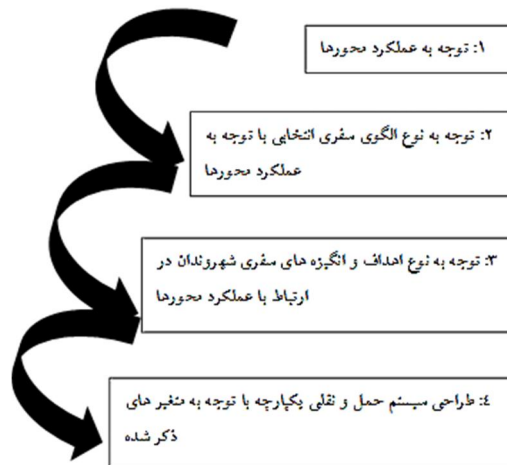 ۱: توجه به عملکرد محورها
۲: توجه به نوع الگوی سفری انتخابی با توجه به
عملکرد محورها
۳: توجه به نوع اهداف و انگیزه های سفری شهروندان در
ارتباط با عملکرد محورها
٤: طراحی سیستم حمل و نقلی یکپارچه با توجه به متغیر های
ذکر شده